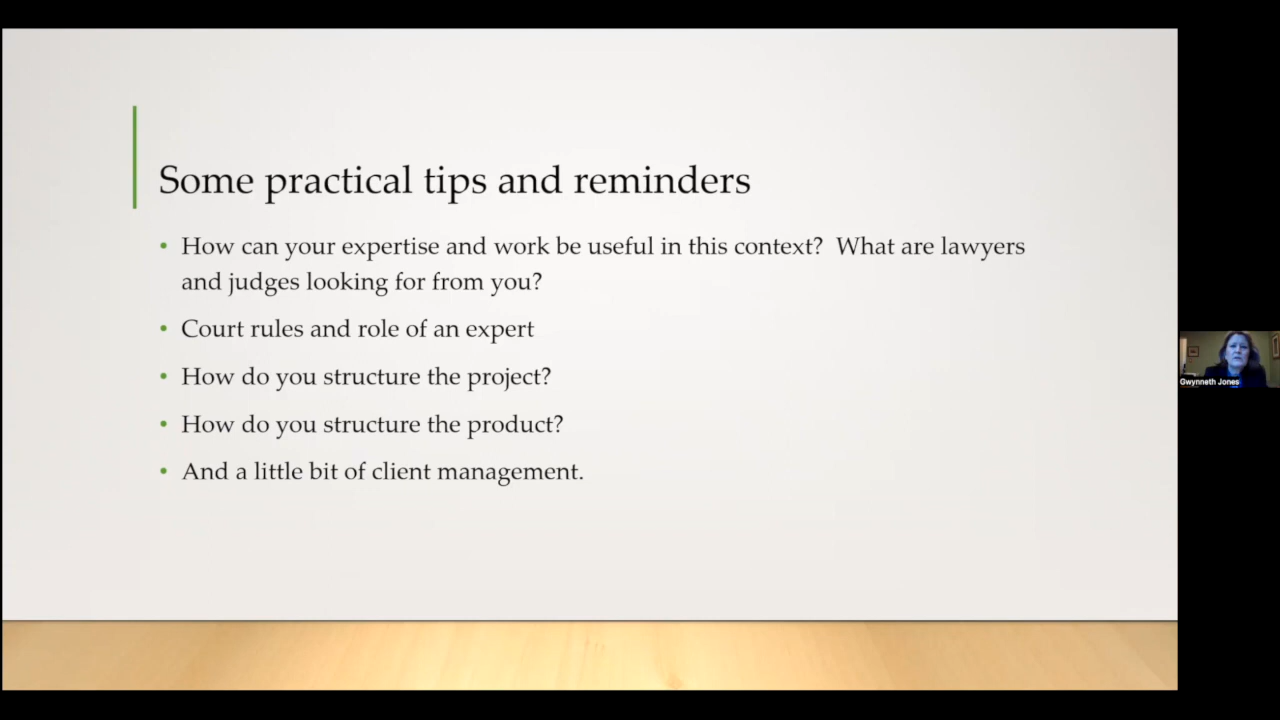 Some practical tips and reminders
• How can your expertise and work be useful in this context?  What are lawyers
and judges looking for from you?
• Court rules and role of an expert
• How do you structure the project?
• How do you structure the product?
• And a little bit of client management.
Gwynneth Jones